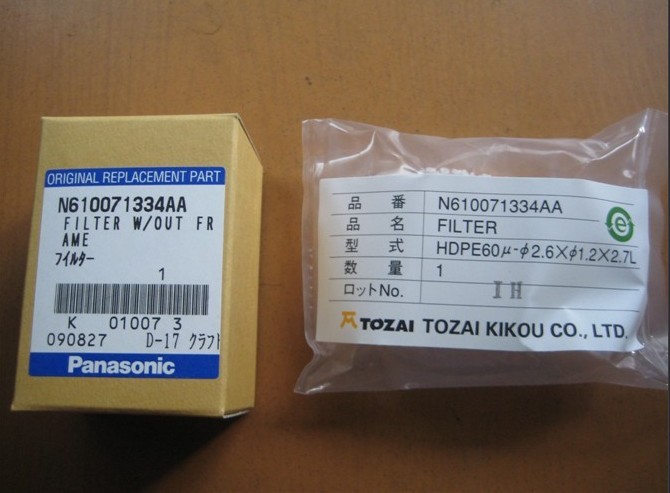 ORIGINAL REPLACEMENT PART
N610071334AA
FILTER W/OUT FR
AME
フイルター
1
K 01007 3
090827 D-17 クラフト
Panasonic
品番 N610071334AA
品名 FILTER
型式 HDPE60μ-φ2.6×φ1.2×2.7L
数量 1
ロットNo. IH
e
TOZAI TOZAI KIKOU CO., LTD.